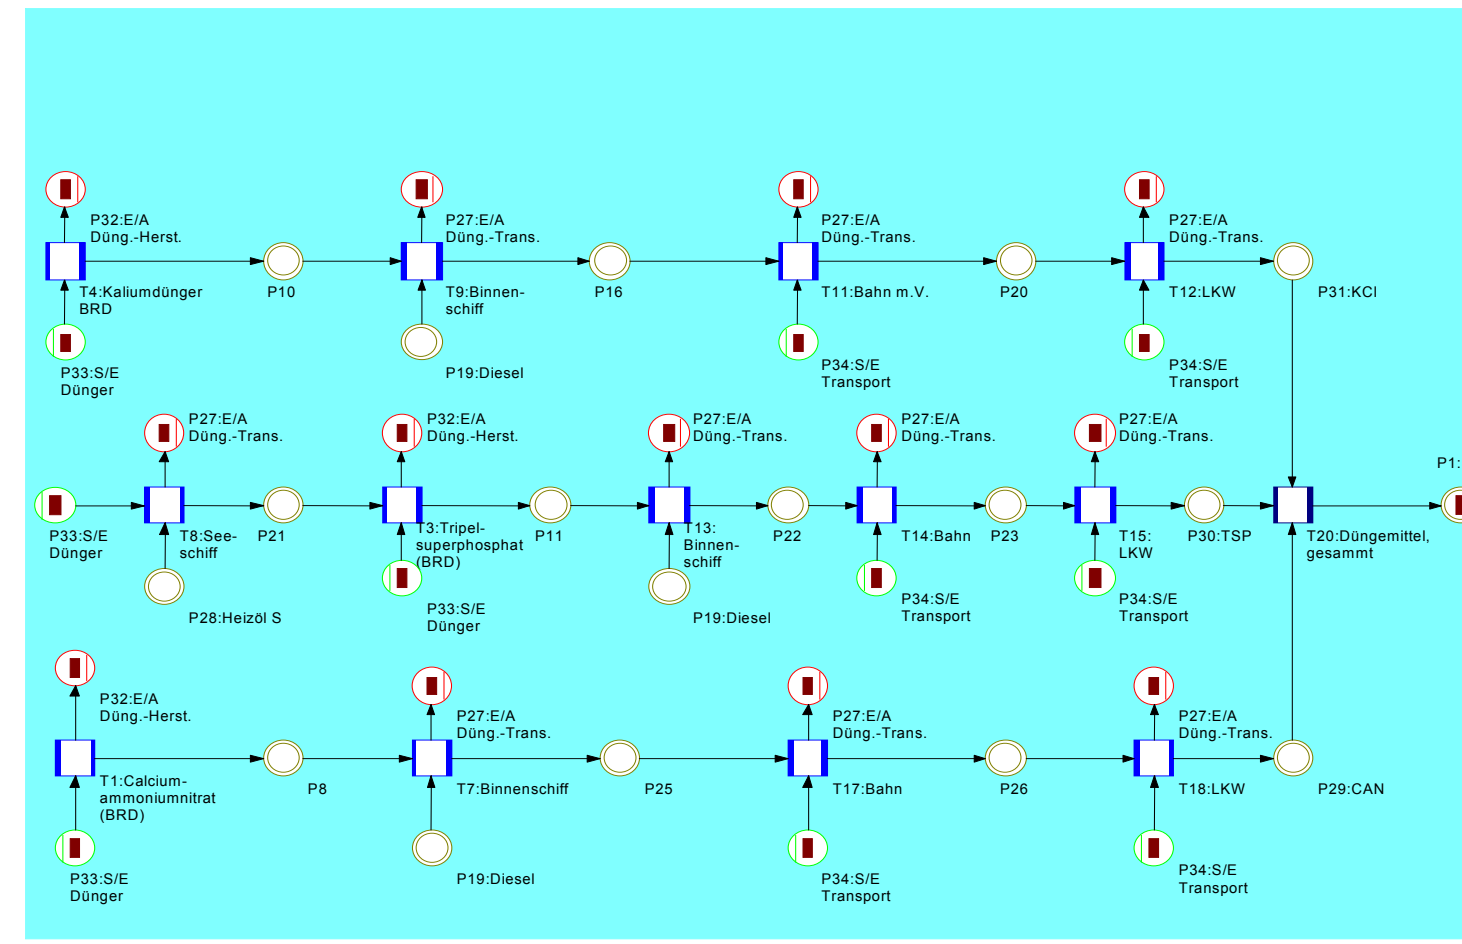 P32:E/A
Düng.-Herst.
P27:E/A
Düng.-Trans.
P27:E/A
Düng.-Trans.
P27:E/A
Düng.-Trans.
T4:Kaliumdünger
BRD
P10
T9:Binnen-
schiff
P16
T11:Bahn m.V.
P20
T12:LKW
P31:KCl
P33:S/E
Dünger
P19:Diesel
P34:S/E
Transport
P34:S/E
Transport
P27:E/A
Düng.-Trans.
P32:E/A
Düng.-Herst.
P27:E/A
Düng.-Trans.
P27:E/A
Düng.-Trans.
P27:E/A
Düng.-Trans.
P1:
P33:S/E
Dünger
T8:See-
schiff
P21
T3:Tripel-
superphosphat
(BRD)
P11
T13:
Binnen-
schiff
P22
T14:Bahn
P23
T15:
LKW
P30:TSP
T20:Düngemittel,
gesammt
P28:Heizöl S
P33:S/E
Dünger
P19:Diesel
P34:S/E
Transport
P34:S/E
Transport
P32:E/A
Düng.-Herst.
P27:E/A
Düng.-Trans.
P27:E/A
Düng.-Trans.
P27:E/A
Düng.-Trans.
T1:Calcium-
ammoniumnitrat
(BRD)
P8
T7:Binnenschiff
P25
T17:Bahn
P26
T18:LKW
P29:CAN
P33:S/E
Dünger
P19:Diesel
P34:S/E
Transport
P34:S/E
Transport